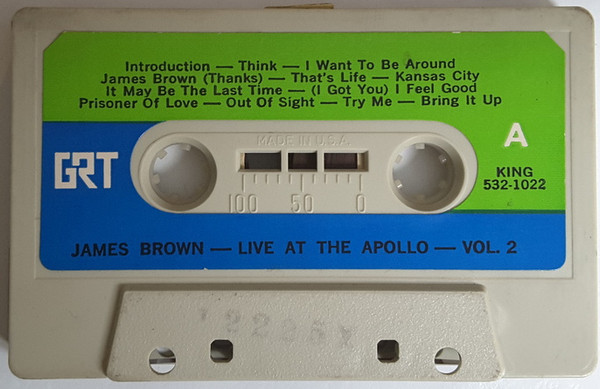 Introduction — Think — I Want To Be Around
James Brown (Thanks) — That's Life — Kansas City
It May Be The Last Time — (I Got You) I Feel Good
Prisoner Of Love — Out Of Sight — Try Me — Bring It Up
MADE IN U.S.A.
A
GRT
KING
532-1022
100 50 0
JAMES BROWN — LIVE AT THE APOLLO — VOL. 2